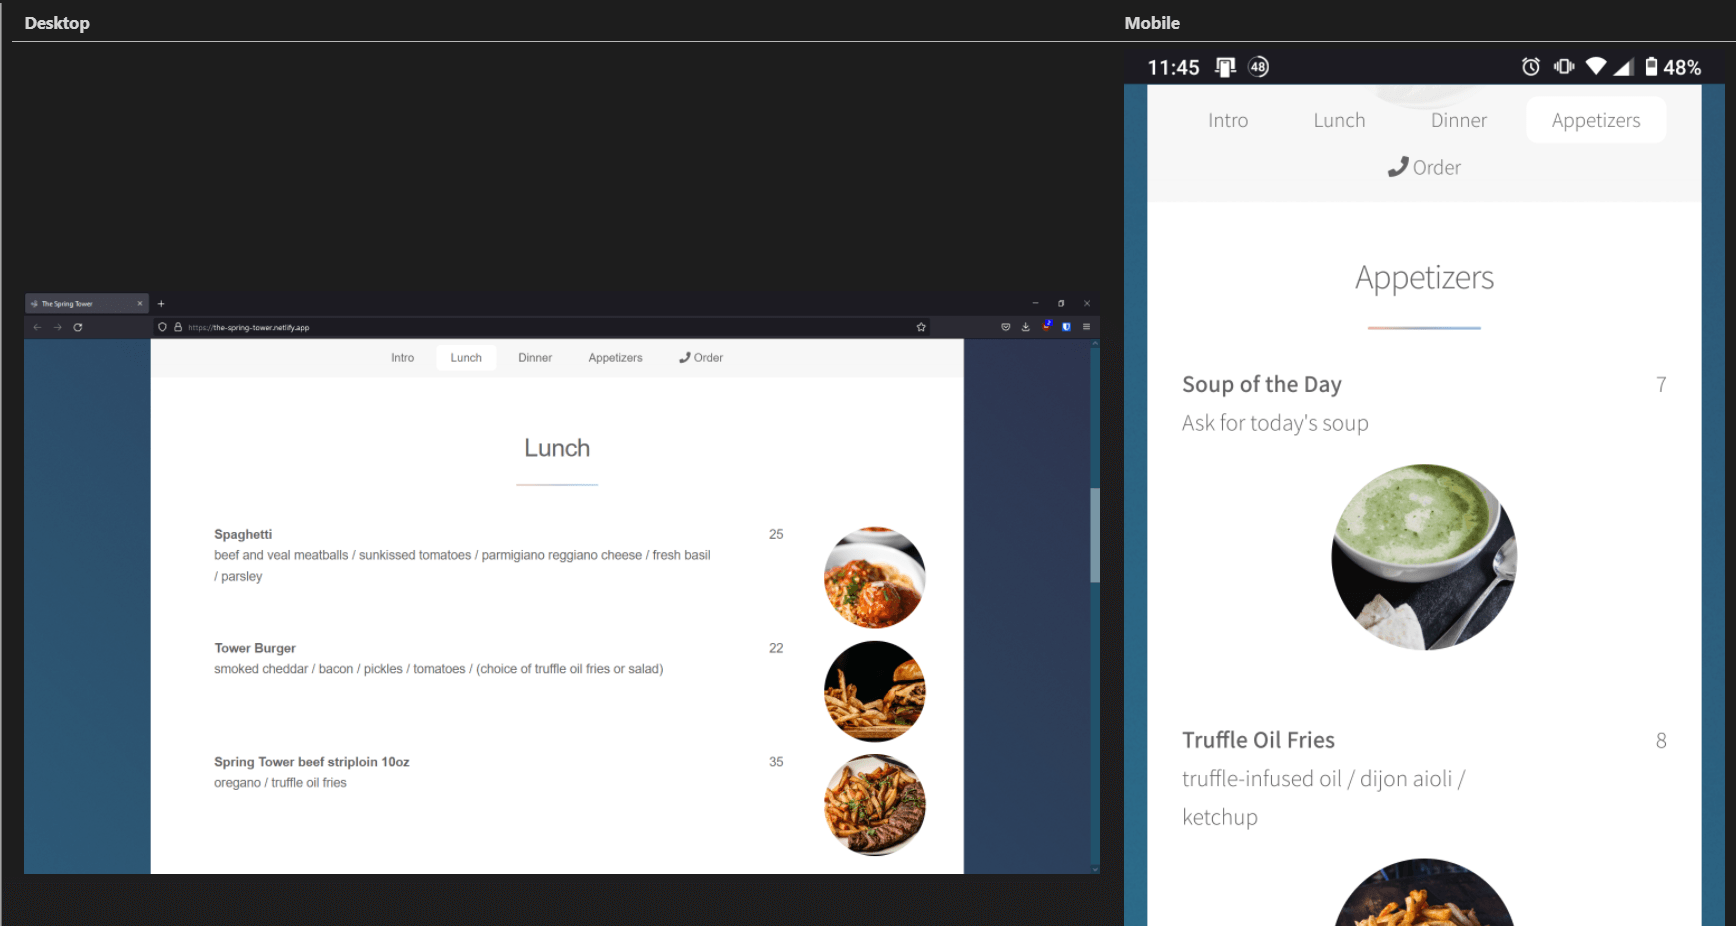 Desktop
The Spring Tower
https://the-spring-tower.netlify.app
2
Intro
Lunch
Dinner
Appetizers
Order
Lunch
Spaghetti
25
beef and veal meatballs / sunkissed tomatoes / parmigiano reggiano cheese / fresh basil
/ parsley
Tower Burger
22
smoked cheddar / bacon / pickles / tomatoes / (choice of truffle oil fries or salad)
Spring Tower beef striploin 10oz
35
oregano / truffle oil fries
Mobile
11:45
48
48%
Intro
Lunch
Dinner
Appetizers
Order
Appetizers
Soup of the Day
7
Ask for today's soup
Truffle Oil Fries
8
truffle-infused oil / dijon aioli /
ketchup